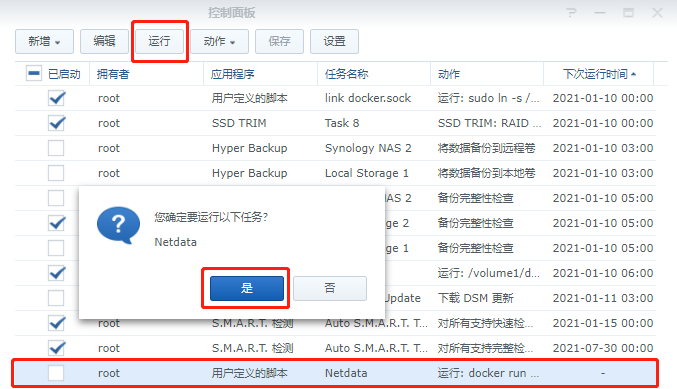 控制面板
新增 编辑 运行 动作 保存 设置
已启动 拥有者 应用程序 任务名称 动作 下次运行时间
root 用户定义的脚本 link docker.sock 运行: sudo ln -s /... 2021-01-10 00:00
root SSD TRIM Task 8 SSD TRIM: RAID ... 2021-01-10 00:00
root Hyper Backup Synology NAS 2 将数据备份到远程卷 2021-01-10 03:00
root Hyper Backup Local Storage 1 将数据备份到本地卷 2021-01-10 03:00
AS 2 备份完整性检查 2021-01-10 05:00
ge 2 备份完整性检查 2021-01-10 05:00
ge 1 备份完整性检查 2021-01-10 05:00
运行: /volume1/d... 2021-01-10 06:00
Update 下载 DSM 更新 2021-01-11 03:00
root S.M.A.R.T. 检测 Auto S.M.A.R.T. T... 对所有支持快速检... 2021-01-15 00:00
root S.M.A.R.T. 检测 Auto S.M.A.R.T. T... 对所有支持完整检... 2021-07-30 00:00
root 用户定义的脚本 Netdata 运行: docker run ... -
您确定要运行以下任务?
Netdata
是 否